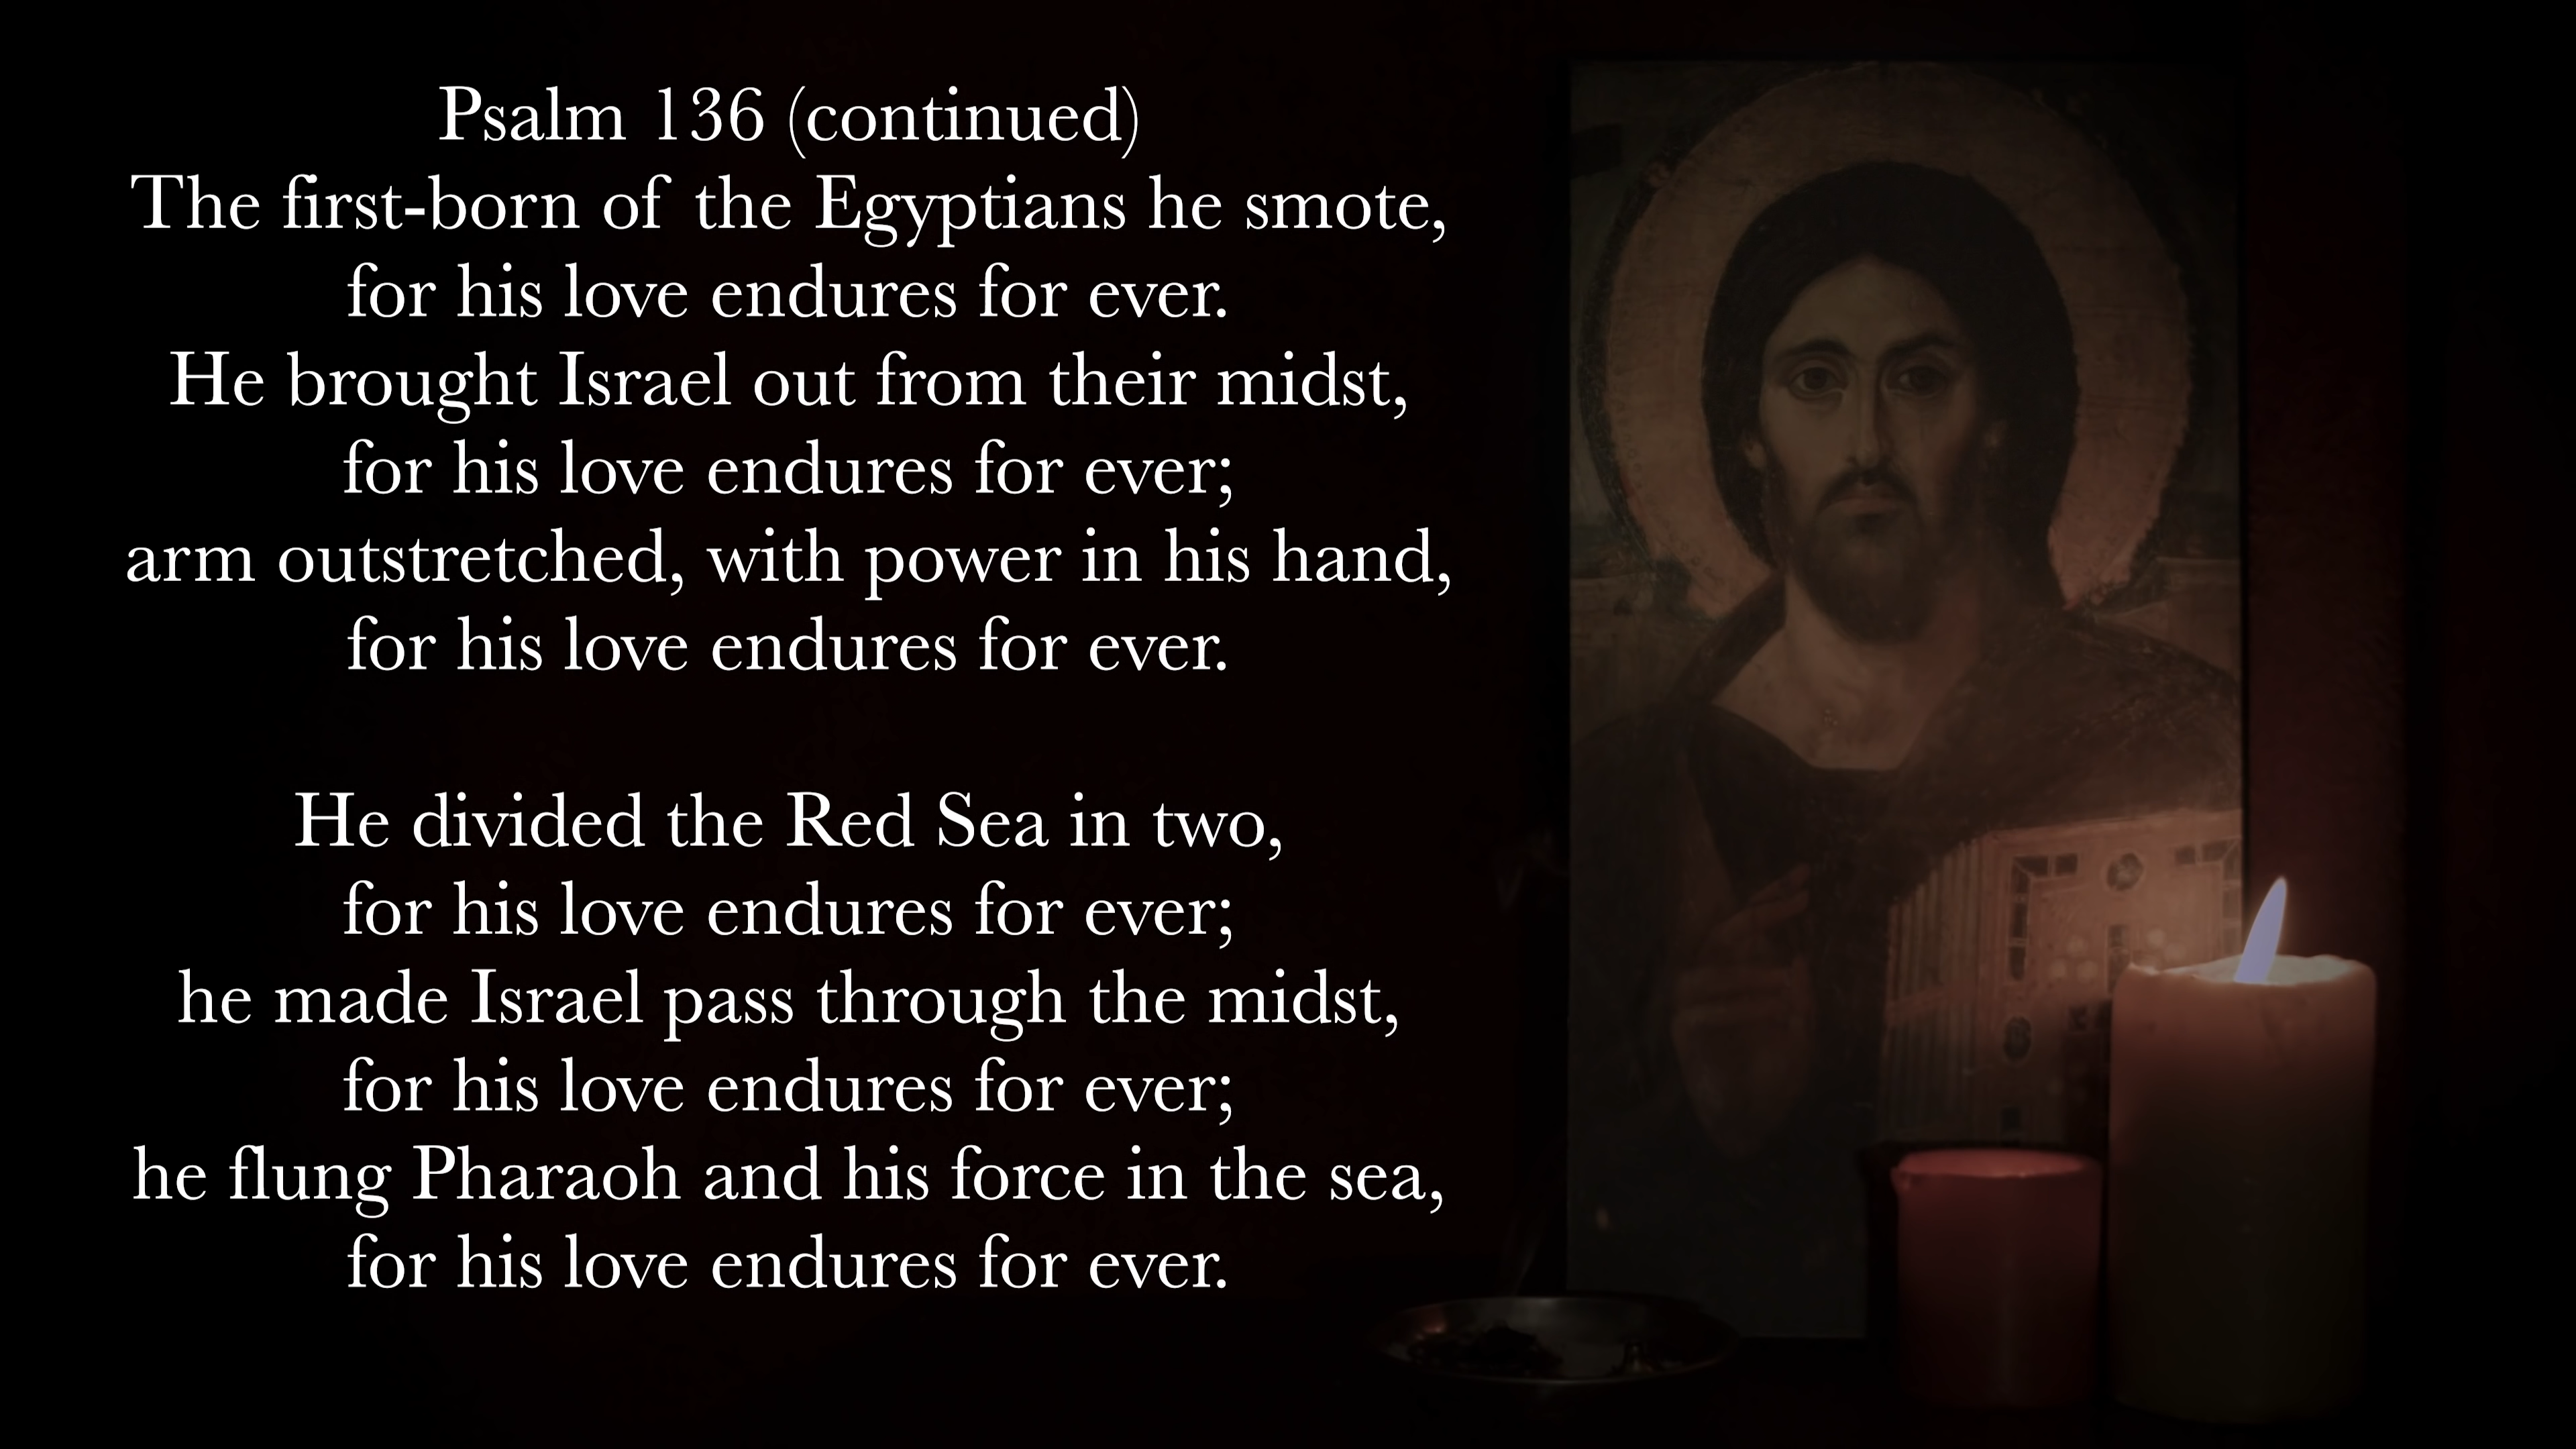 Psalm 136 (continued)
The first-born of the Egyptians he smote,
for his love endures for ever.
He brought Israel out from their midst,
for his love endures for ever;
arm outstretched, with power in his hand,
for his love endures for ever.
He divided the Red Sea in two,
for his love endures for ever;
he made Israel pass through the midst,
for his love endures for ever;
he flung Pharaoh and his force in the sea,
for his love endures for ever.